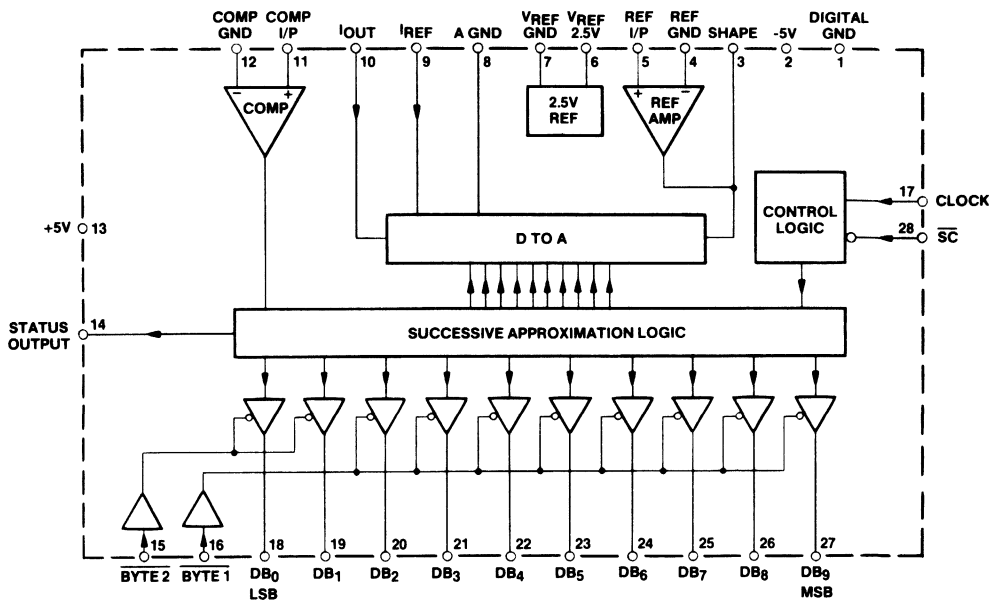 COMP GND
12
COMP I/P
11
IOUT
10
IREF
9
A GND
8
VREF GND
7
VREF 2.5V
6
REF I/P
5
REF GND
4
SHAPE
3
-5V
2
DIGITAL GND
1
− +
COMP
2.5V
REF
+ −
REF
AMP
CONTROL
LOGIC
17
CLOCK
28
SC
+5V
13
D TO A
STATUS
OUTPUT
14
SUCCESSIVE APPROXIMATION LOGIC
15
BYTE 2
16
BYTE 1
18
DB0
LSB
19
DB1
20
DB2
21
DB3
22
DB4
23
DB5
24
DB6
25
DB7
26
DB8
27
DB9
MSB